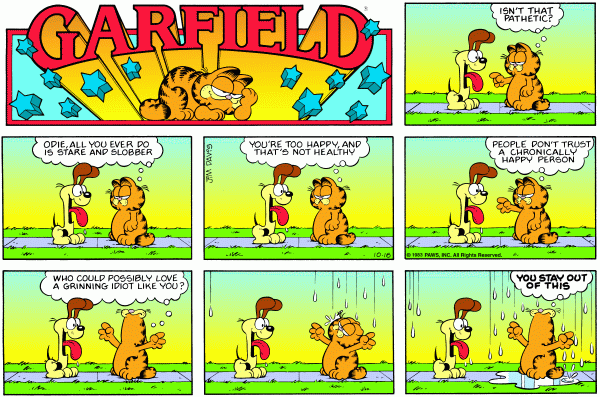 GARFIELD
®
ISN'T THAT
PATHETIC?
ODIE, ALL YOU EVER DO
IS STARE AND SLOBBER
YOU'RE TOO HAPPY, AND
THAT'S NOT HEALTHY
JIM DAVIS
10-16
PEOPLE DON'T TRUST
A CHRONICALLY
HAPPY PERSON
© 1983 PAWS, INC. All Rights Reserved.
WHO COULD POSSIBLY LOVE
A GRINNING IDIOT LIKE YOU?
YOU STAY OUT
OF THIS